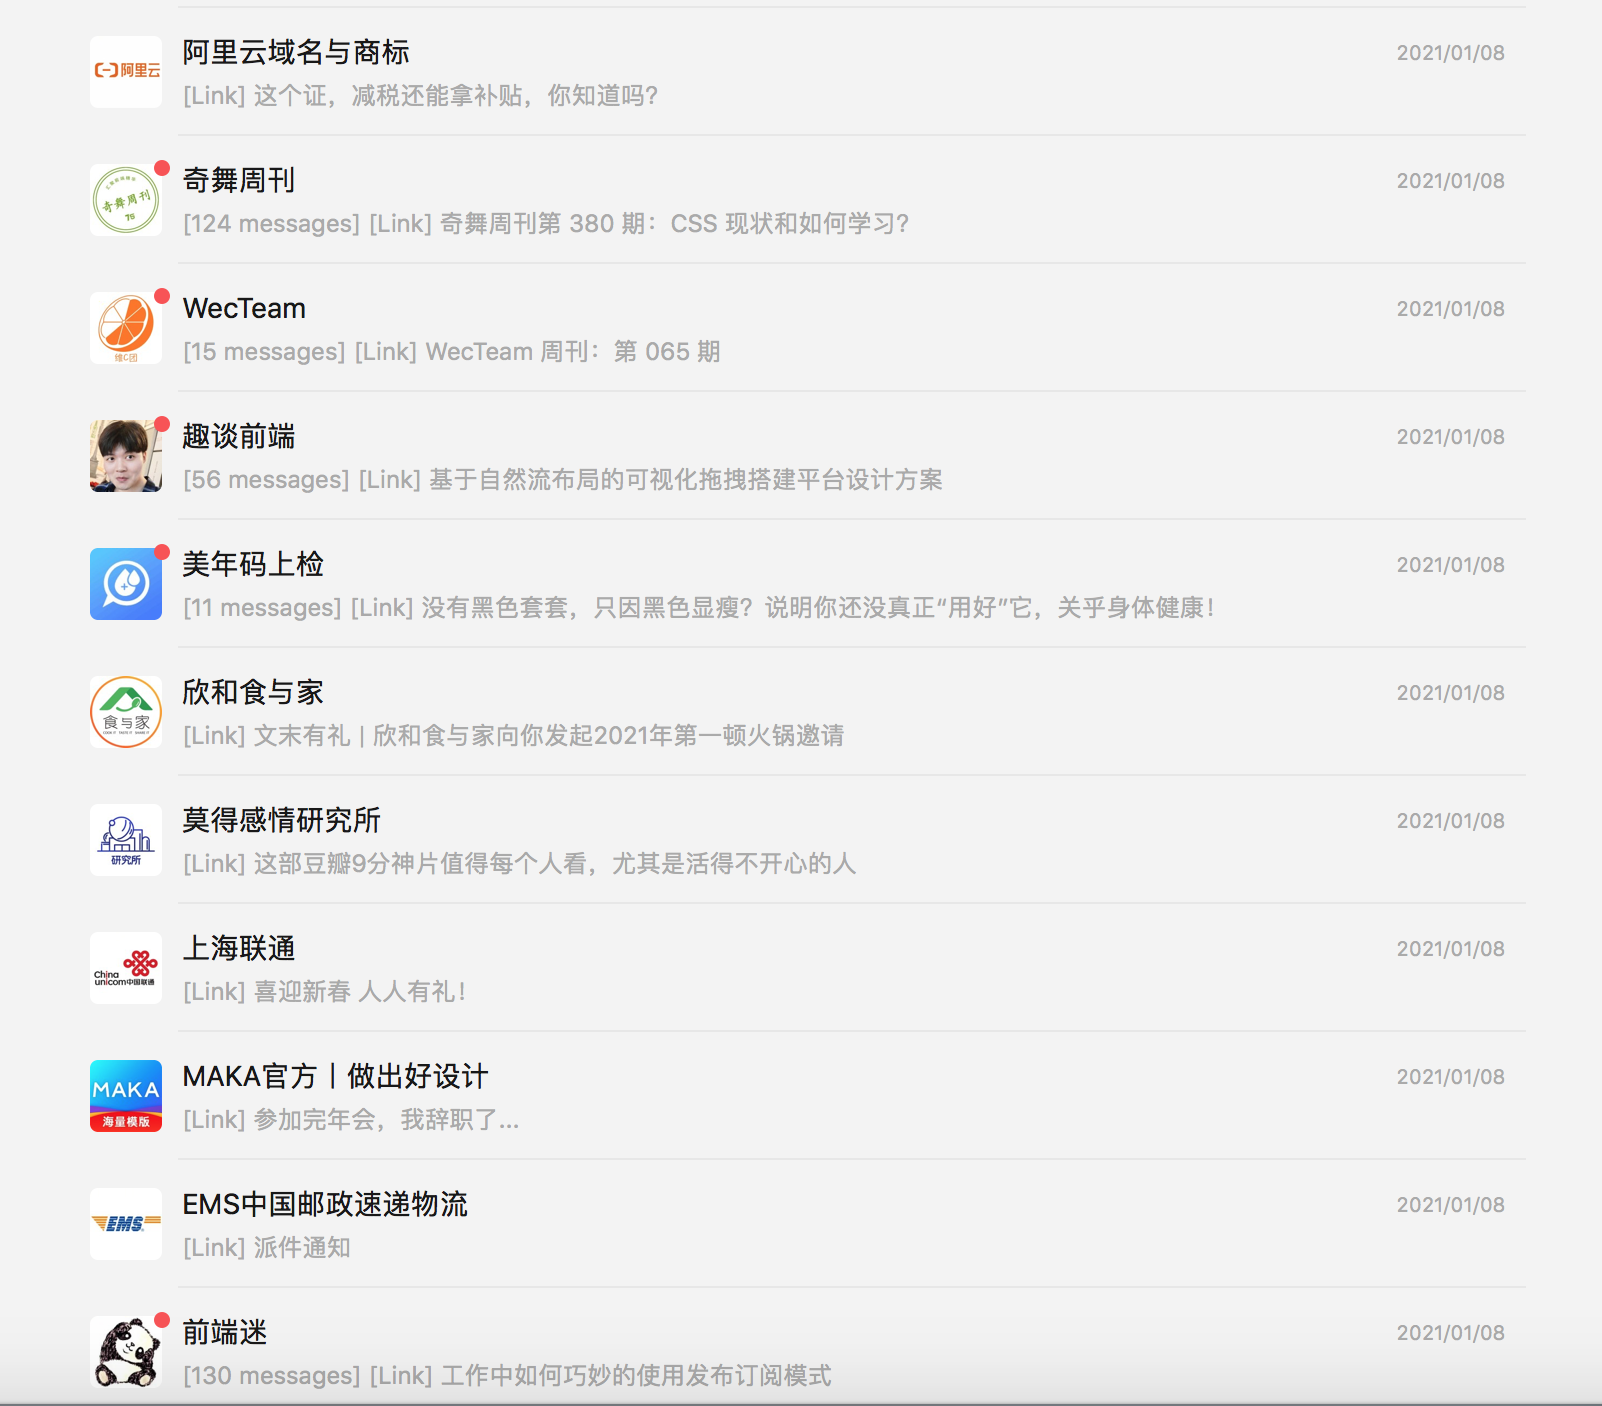 阿里云域名与商标
2021/01/08
阿里云
[Link] 这个证，减税还能拿补贴，你知道吗？
奇舞周刊
2021/01/08
奇舞周刊
75
[124 messages] [Link] 奇舞周刊第 380 期：CSS 现状和如何学习？
WecTeam
2021/01/08
维C团
[15 messages] [Link] WecTeam 周刊：第 065 期
趣谈前端
2021/01/08
[56 messages] [Link] 基于自然流布局的可视化拖拽搭建平台设计方案
美年码上检
2021/01/08
[11 messages] [Link] 没有黑色套套，只因黑色显瘦？说明你还没真正“用好”它，关乎身体健康！
欣和食与家
2021/01/08
食与家
[Link] 文末有礼 | 欣和食与家向你发起2021年第一顿火锅邀请
莫得感情研究所
2021/01/08
研究所
[Link] 这部豆瓣9分神片值得每个人看，尤其是活得不开心的人
上海联通
2021/01/08
China
unicom中国联通
[Link] 喜迎新春 人人有礼！
MAKA官方丨做出好设计
2021/01/08
MAKA
海量模版
[Link] 参加完年会，我辞职了...
EMS中国邮政速递物流
2021/01/08
EMS
[Link] 派件通知
前端迷
2021/01/08
[130 messages] [Link] 工作中如何巧妙的使用发布订阅模式